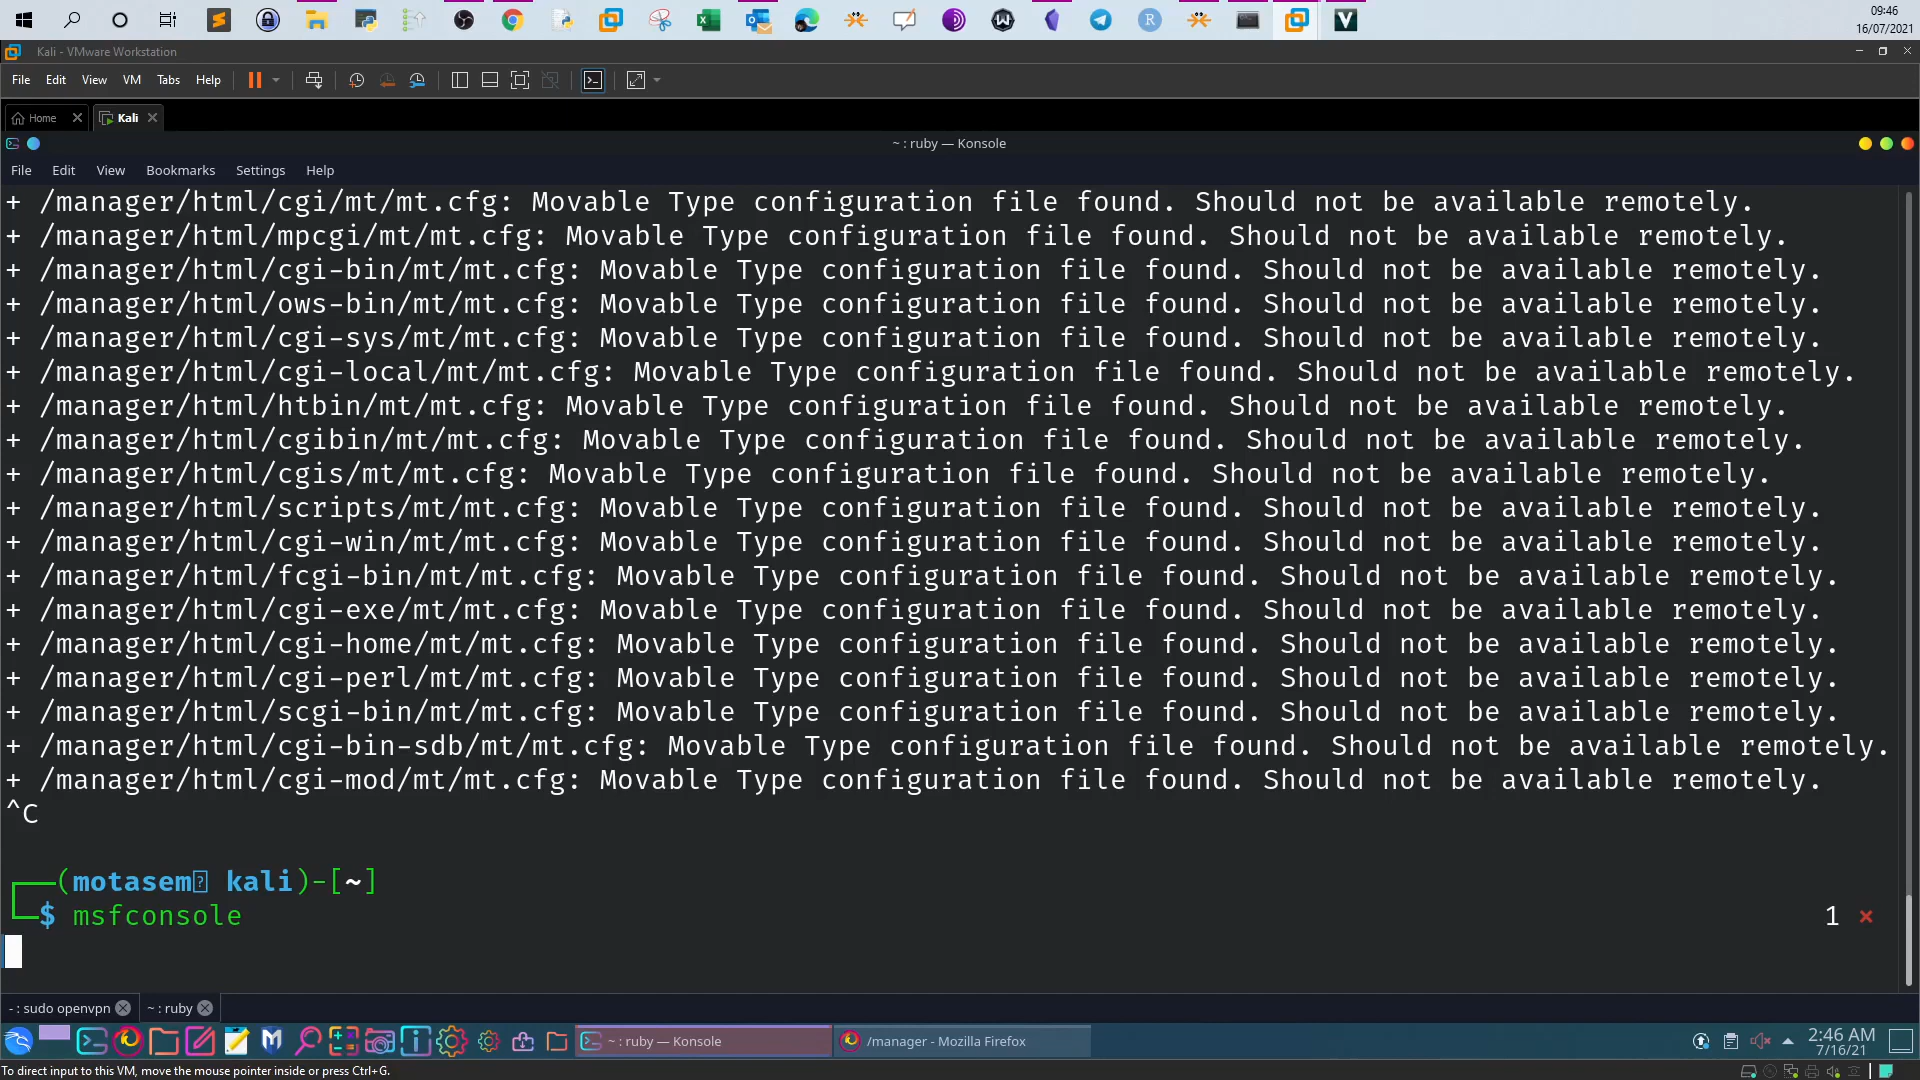 09:46
16/07/2021
Kali - VMware Workstation
File Edit View VM Tabs Help
Home Kali
~ : ruby — Konsole
File Edit View Bookmarks Settings Help
+ /manager/html/cgi/mt/mt.cfg: Movable Type configuration file found. Should not be available remotely.
+ /manager/html/mpcgi/mt/mt.cfg: Movable Type configuration file found. Should not be available remotely.
+ /manager/html/cgi-bin/mt/mt.cfg: Movable Type configuration file found. Should not be available remotely.
+ /manager/html/ows-bin/mt/mt.cfg: Movable Type configuration file found. Should not be available remotely.
+ /manager/html/cgi-sys/mt/mt.cfg: Movable Type configuration file found. Should not be available remotely.
+ /manager/html/cgi-local/mt/mt.cfg: Movable Type configuration file found. Should not be available remotely.
+ /manager/html/htbin/mt/mt.cfg: Movable Type configuration file found. Should not be available remotely.
+ /manager/html/cgibin/mt/mt.cfg: Movable Type configuration file found. Should not be available remotely.
+ /manager/html/cgis/mt/mt.cfg: Movable Type configuration file found. Should not be available remotely.
+ /manager/html/scripts/mt/mt.cfg: Movable Type configuration file found. Should not be available remotely.
+ /manager/html/cgi-win/mt/mt.cfg: Movable Type configuration file found. Should not be available remotely.
+ /manager/html/fcgi-bin/mt/mt.cfg: Movable Type configuration file found. Should not be available remotely.
+ /manager/html/cgi-exe/mt/mt.cfg: Movable Type configuration file found. Should not be available remotely.
+ /manager/html/cgi-home/mt/mt.cfg: Movable Type configuration file found. Should not be available remotely.
+ /manager/html/cgi-perl/mt/mt.cfg: Movable Type configuration file found. Should not be available remotely.
+ /manager/html/scgi-bin/mt/mt.cfg: Movable Type configuration file found. Should not be available remotely.
+ /manager/html/cgi-bin-sdb/mt/mt.cfg: Movable Type configuration file found. Should not be available remotely.
+ /manager/html/cgi-mod/mt/mt.cfg: Movable Type configuration file found. Should not be available remotely.
^C
┌──(motasem kali)-[~]
└─$ msfconsole 1 ×
- : sudo openvpn ~ : ruby
~ : ruby — Konsole /manager - Mozilla Firefox 2:46 AM
7/16/21
To direct input to this VM, move the mouse pointer inside or press Ctrl+G.